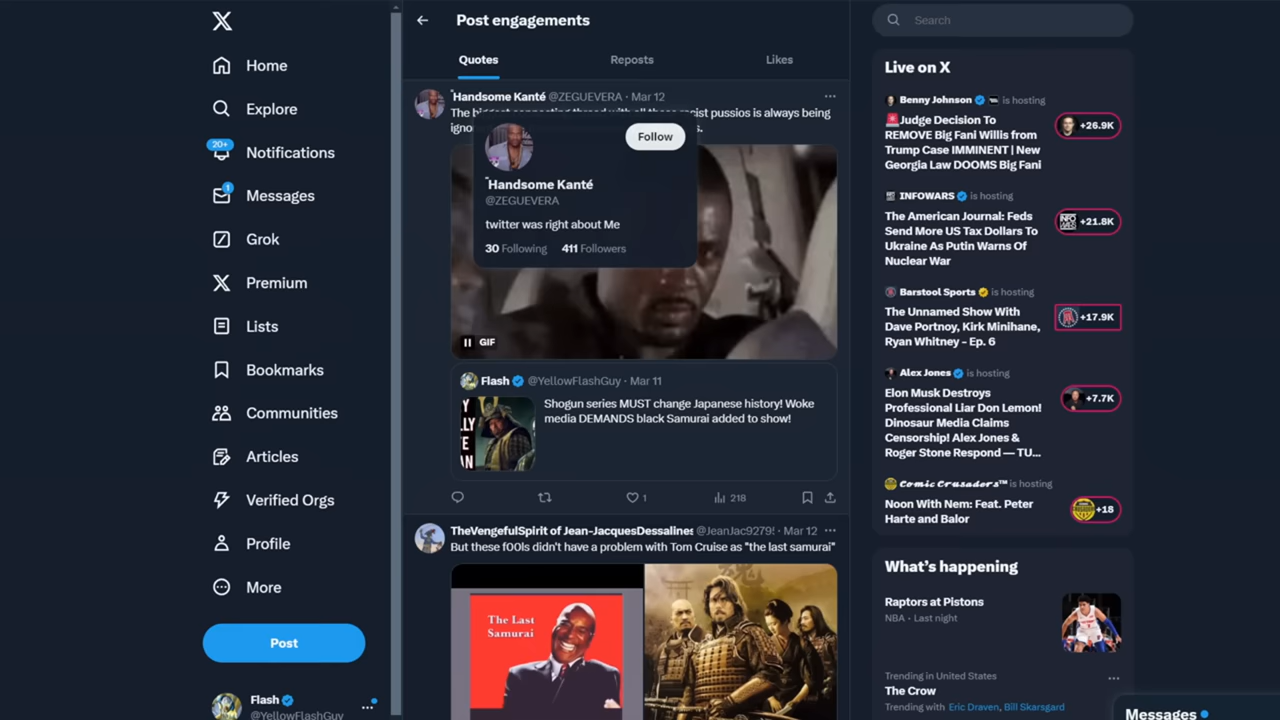 Home
Explore
20+
Notifications
1
Messages
Grok
Premium
Lists
Bookmarks
Communities
Articles
Verified Orgs
Profile
More
Post
Flash
@YellowFlashGuy
Post engagements
Quotes
Reposts
Likes
Handsome Kanté @ZEGUEVERA · Mar 12
The biggest connecting thread with all these racist pussios is always being
Follow
Handsome Kanté
@ZEGUEVERA
twitter was right about Me
30 Following 411 Followers
GIF
Flash @YellowFlashGuy · Mar 11
Shogun series MUST change Japanese history! Woke
media DEMANDS black Samurai added to show!
1
218
TheVengefulSpirit of Jean-JacquesDessalines @JeanJac9279! · Mar 12
But these f00ls didn't have a problem with Tom Cruise as "the last samurai"
The Last
Samurai
Search
Live on X
Benny Johnson is hosting
🚨Judge Decision To
REMOVE Big Fani Willis from
Trump Case IMMINENT | New
Georgia Law DOOMS Big Fani
+26.9K
INFOWARS is hosting
The American Journal: Feds
Send More US Tax Dollars To
Ukraine As Putin Warns Of
Nuclear War
+21.8K
Barstool Sports is hosting
The Unnamed Show With
Dave Portnoy, Kirk Minihane,
Ryan Whitney - Ep. 6
+17.9K
Alex Jones is hosting
Elon Musk Destroys
Professional Liar Don Lemon!
Dinosaur Media Claims
Censorship! Alex Jones &
Roger Stone Respond — TU...
+7.7K
Comic Crusaders™ is hosting
Noon With Nem: Feat. Peter
Harte and Balor
+18
What's happening
Raptors at Pistons
NBA · Last night
Trending in United States
The Crow
Trending with Eric Draven, Bill Skarsgard
Messages